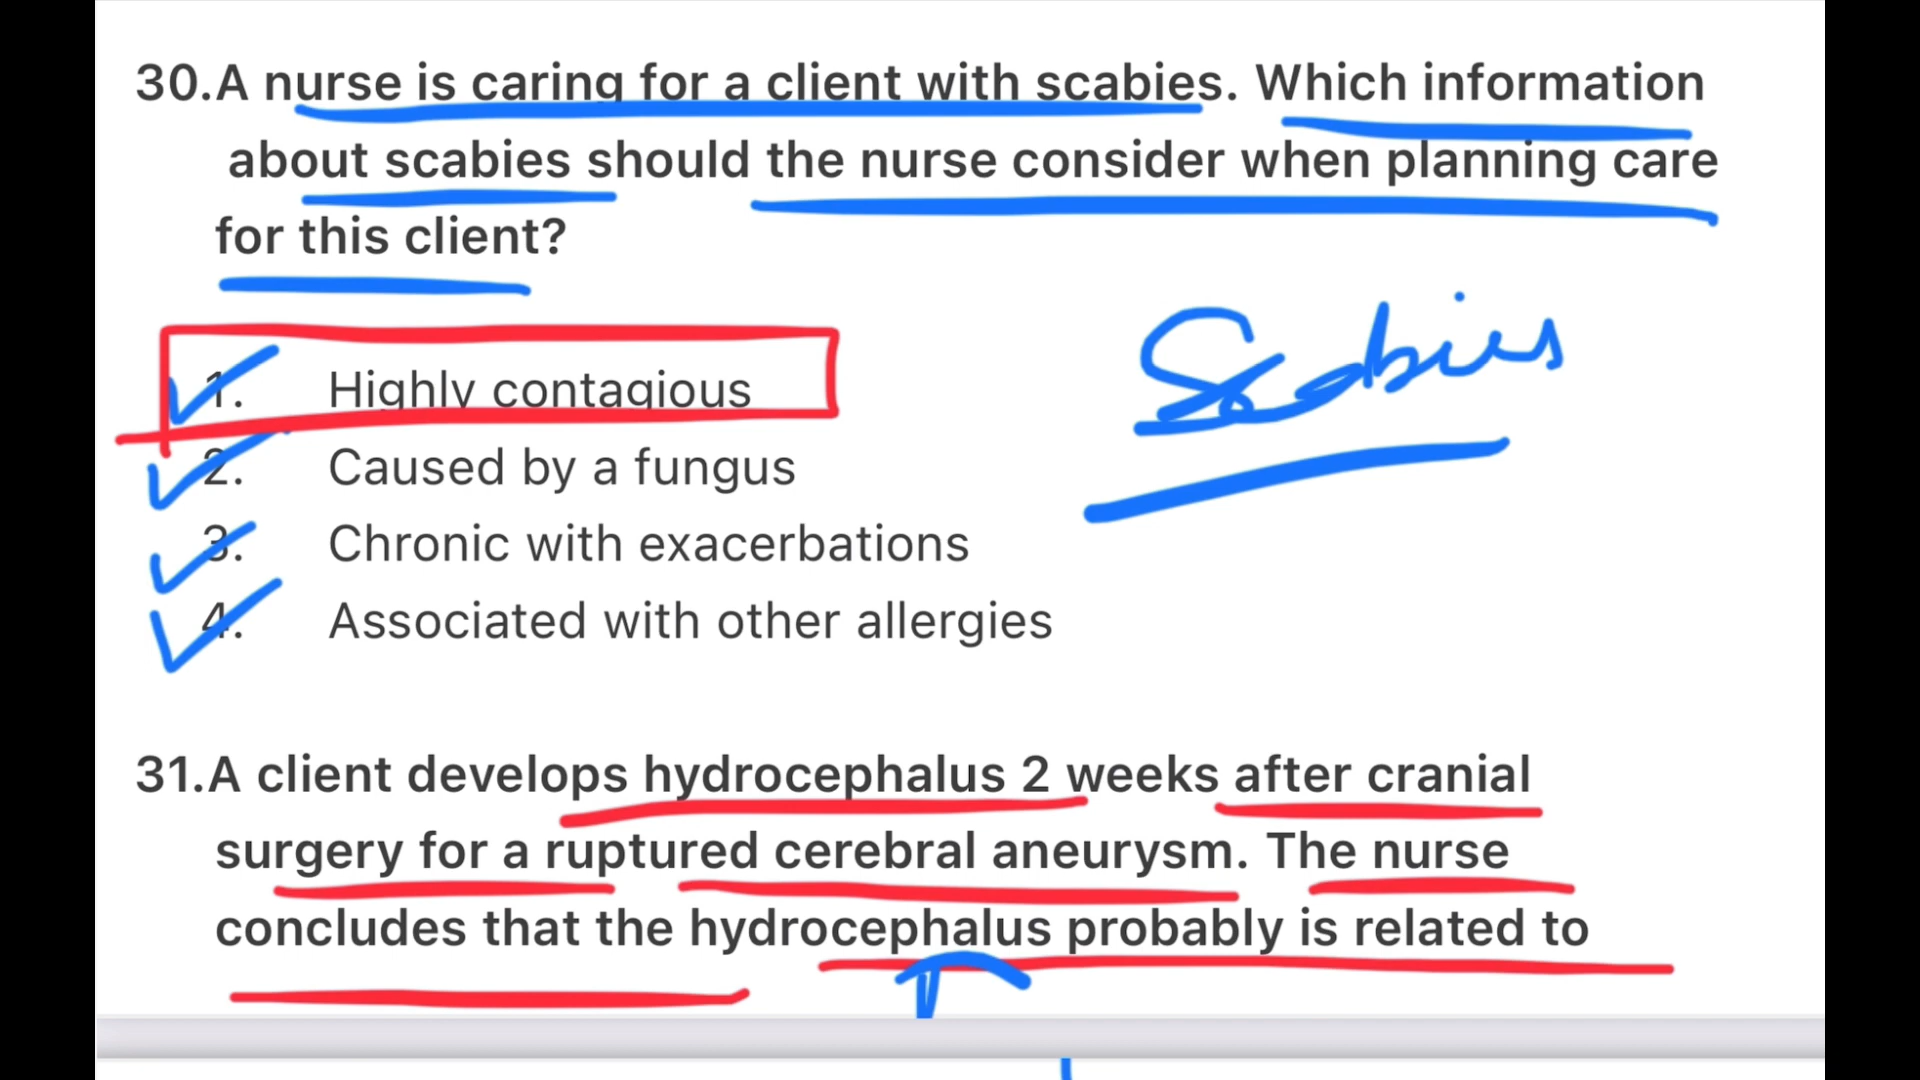 30.A nurse is caring for a client with scabies. Which information
about scabies should the nurse consider when planning care
for this client?
Scabies
1. Highly contagious
2. Caused by a fungus
3. Chronic with exacerbations
4. Associated with other allergies
31.A client develops hydrocephalus 2 weeks after cranial
surgery for a ruptured cerebral aneurysm. The nurse
concludes that the hydrocephalus probably is related to